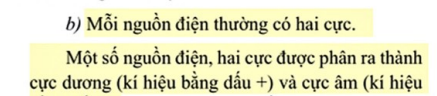 b) Mỗi nguồn điện thường có hai cực.
Một số nguồn điện, hai cực được phân ra thành
cực dương (kí hiệu bằng dấu +) và cực âm (kí hiệu